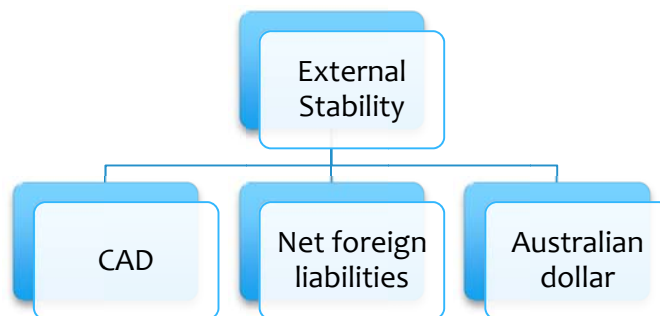 External
Stability
CAD
Net foreign
liabilities
Australian
dollar